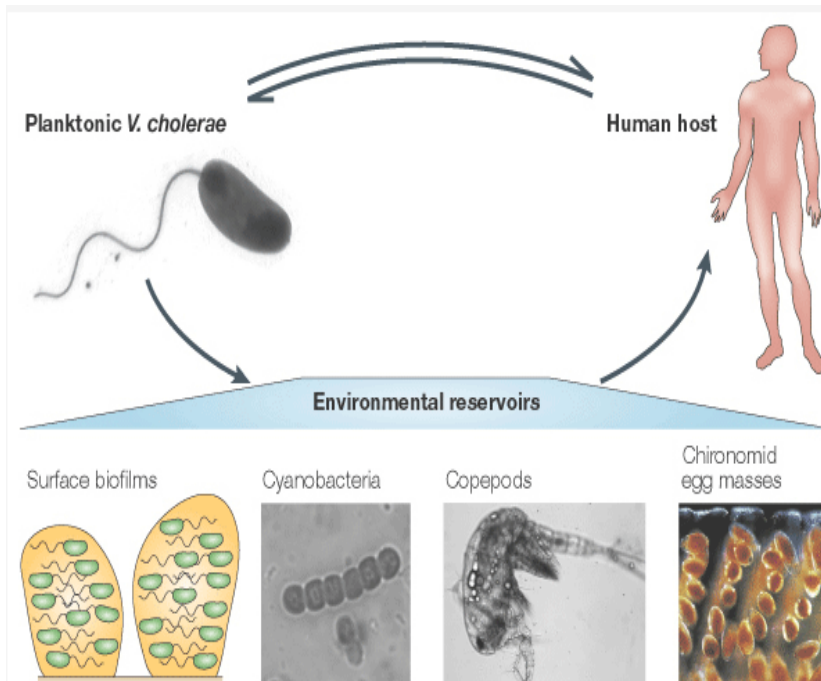 Planktonic V. cholerae
Human host
Environmental reservoirs
Surface biofilms
Cyanobacteria
Copepods
Chironomid
egg masses